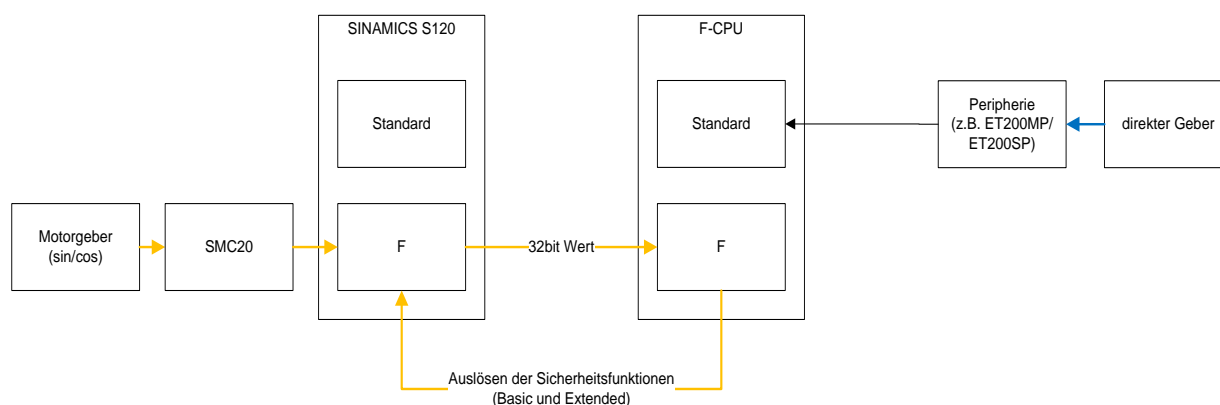 SINAMICS S120
F-CPU
Standard
Standard
Peripherie
(z.B. ET200MP/
ET200SP)
direkter Geber
Motorgeber
(sin/cos)
SMC20
F
32bit Wert
F
Auslösen der Sicherheitsfunktionen
(Basic und Extended)